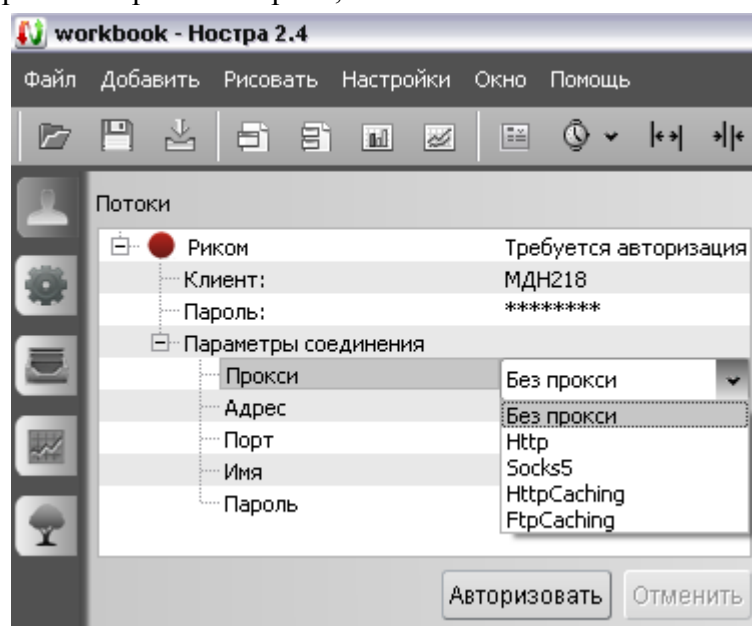 workbook - Ностра 2.4
Файл Добавить Рисовать Настройки Окно Помощь
Потоки
Риком Требуется авторизация
Клиент: МДН218
Пароль: ********
Параметры соединения
Прокси Без прокси
Адрес Без прокси
Порт Http
Имя Socks5
Пароль HttpCaching
FtpCaching
Авторизовать Отменить